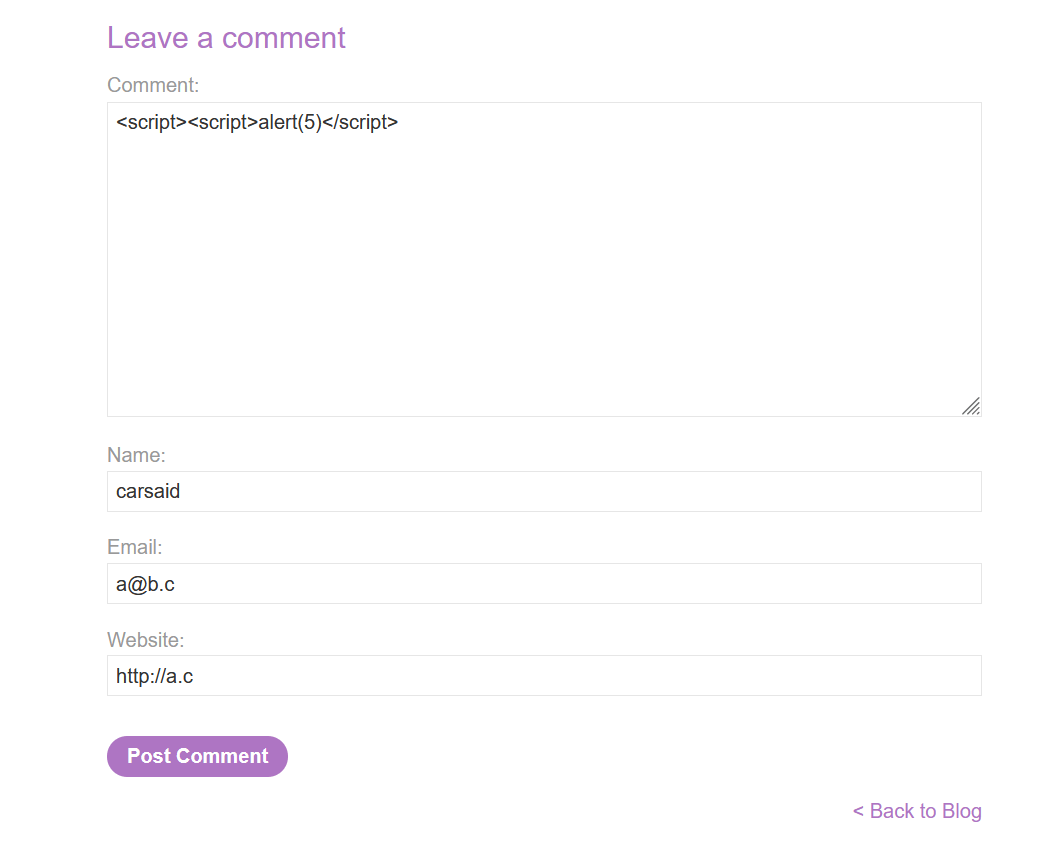 Leave a comment
Comment:
<script><script>alert(5)</script>
Name:
carsaid
Email:
a@b.c
Website:
http://a.c
Post Comment
< Back to Blog